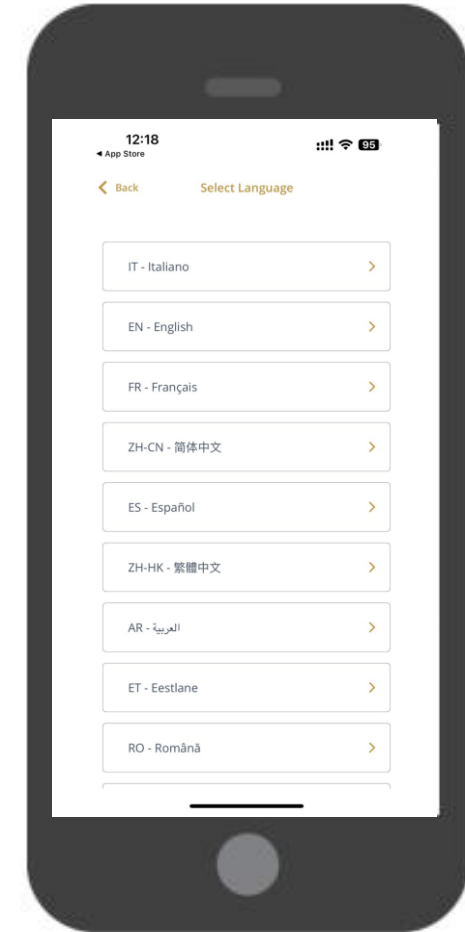 12:18
95
◀ App Store
Back
Select Language
IT - Italiano
EN - English
FR - Français
ZH-CN - 简体中文
ES - Español
ZH-HK - 繁體中文
AR - العربية
ET - Eestlane
RO - Română